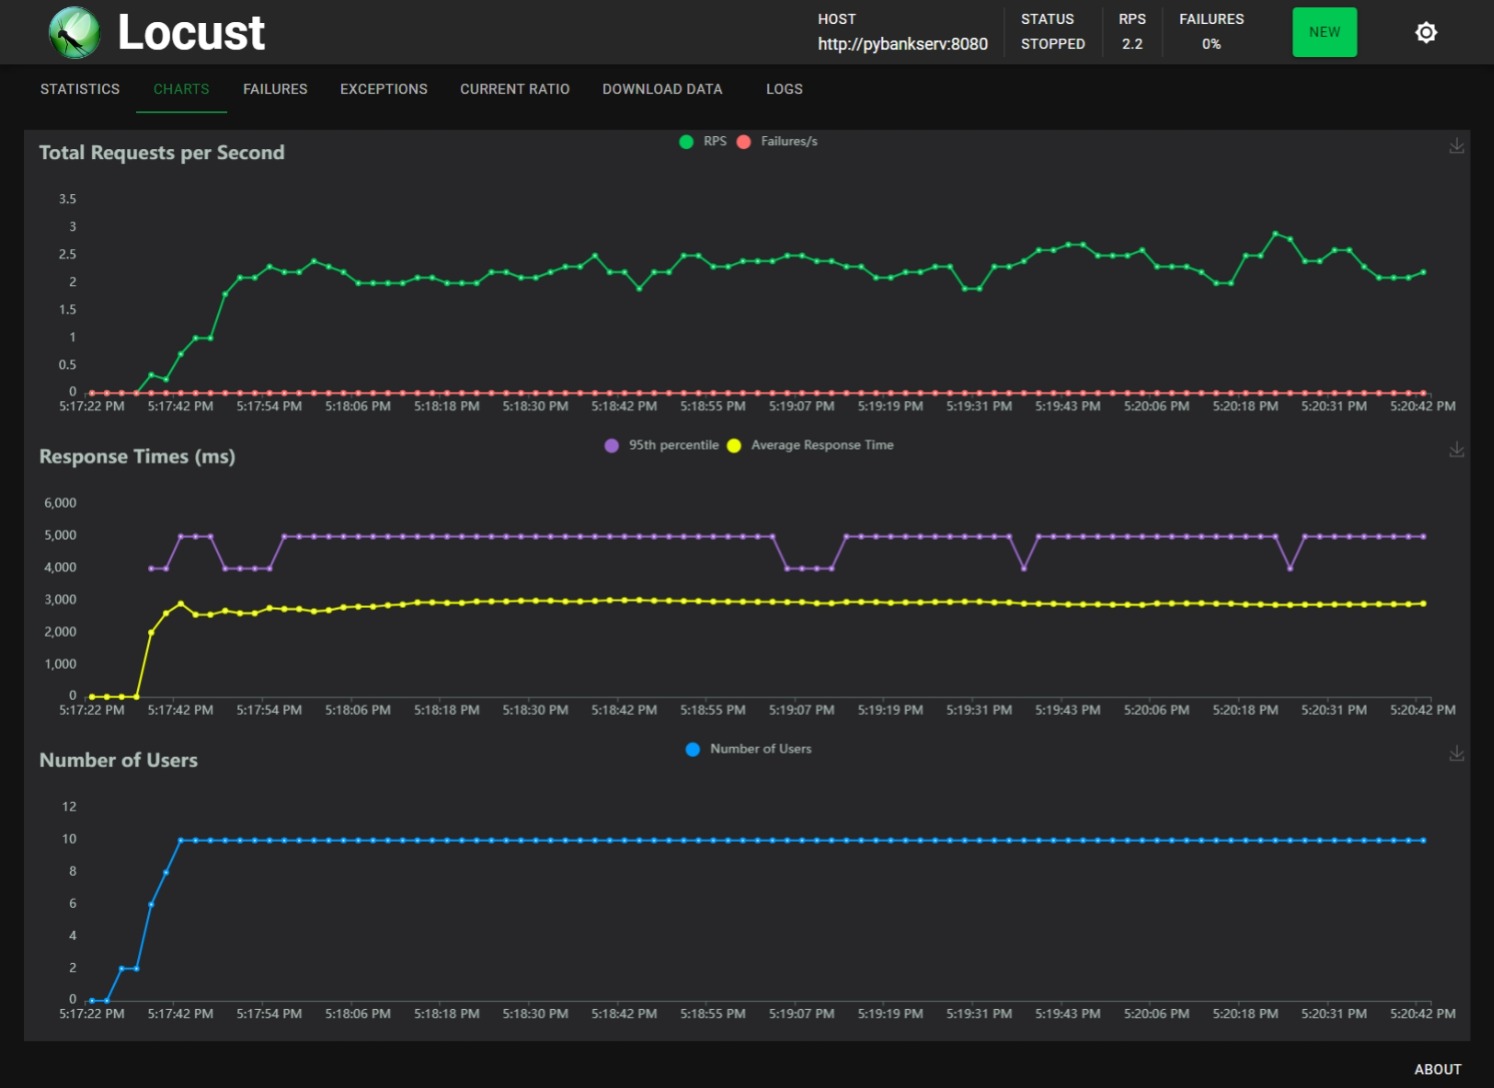 Locust
HOST
http://pybankserv:8080
STATUS
STOPPED
RPS
2.2
FAILURES
0%
NEW
STATISTICS CHARTS FAILURES EXCEPTIONS CURRENT RATIO DOWNLOAD DATA LOGS
Total Requests per Second
RPS Failures/s
3.5
3
2.5
2
1.5
1
0.5
0
5:17:22 PM 5:17:42 PM 5:17:54 PM 5:18:06 PM 5:18:18 PM 5:18:30 PM 5:18:42 PM 5:18:55 PM 5:19:07 PM 5:19:19 PM 5:19:31 PM 5:19:43 PM 5:20:06 PM 5:20:18 PM 5:20:31 PM 5:20:42 PM
Response Times (ms)
95th percentile Average Response Time
6,000
5,000
4,000
3,000
2,000
1,000
0
5:17:22 PM 5:17:42 PM 5:17:54 PM 5:18:06 PM 5:18:18 PM 5:18:30 PM 5:18:42 PM 5:18:55 PM 5:19:07 PM 5:19:19 PM 5:19:31 PM 5:19:43 PM 5:20:06 PM 5:20:18 PM 5:20:31 PM 5:20:42 PM
Number of Users
Number of Users
12
10
8
6
4
2
0
5:17:22 PM 5:17:42 PM 5:17:54 PM 5:18:06 PM 5:18:18 PM 5:18:30 PM 5:18:42 PM 5:18:55 PM 5:19:07 PM 5:19:19 PM 5:19:31 PM 5:19:43 PM 5:20:06 PM 5:20:18 PM 5:20:31 PM 5:20:42 PM
ABOUT